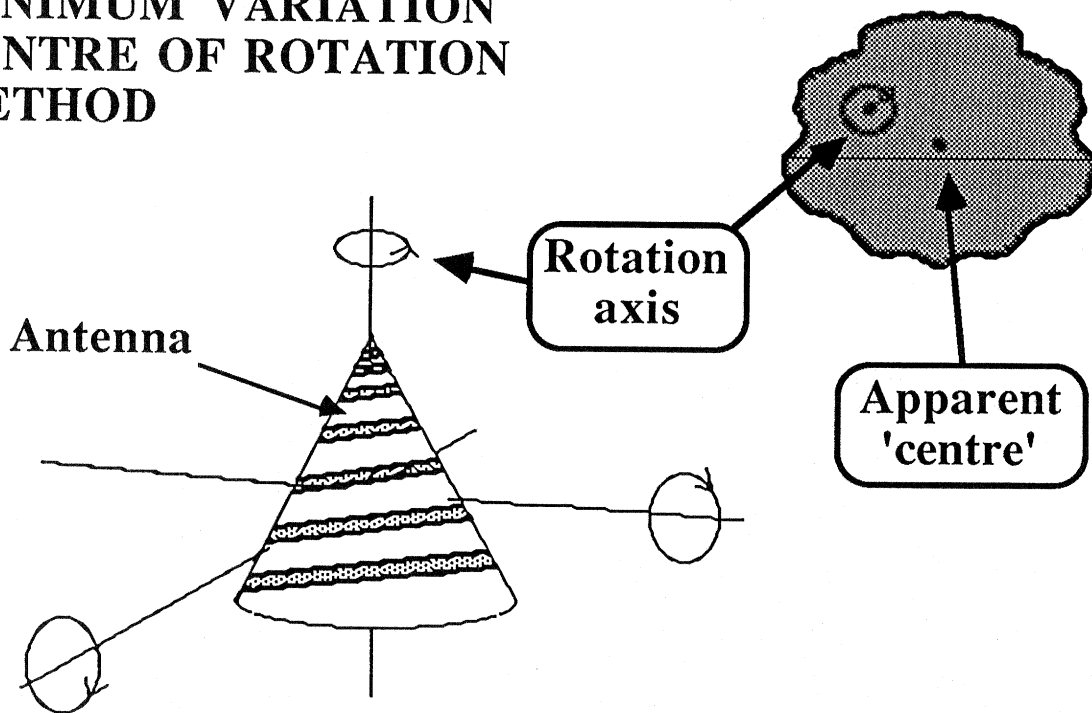 NIMUM VARIATION
NTRE OF ROTATION
ETHOD
Rotation
axis
Antenna
Apparent
'centre'